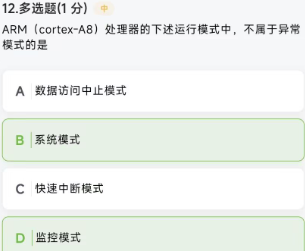 12.多选题(1 分) 中
ARM（cortex-A8）处理器的下述运行模式中，不属于异常
模式的是
A 数据访问中止模式
B 系统模式
C 快速中断模式
D 监控模式